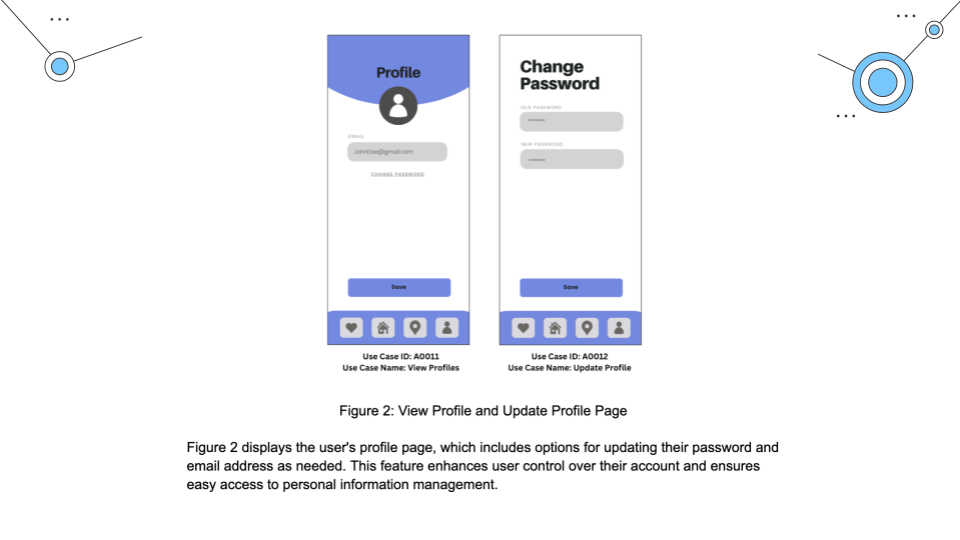 Profile
EMAIL
JohnDoe@gmail.com
CHANGE PASSWORD
Save
Use Case ID: A0011
Use Case Name: View Profiles
Change
Password
OLD PASSWORD
NEW PASSWORD
Save
Use Case ID: A0012
Use Case Name: Update Profile
Figure 2: View Profile and Update Profile Page
Figure 2 displays the user's profile page, which includes options for updating their password and
email address as needed. This feature enhances user control over their account and ensures
easy access to personal information management.